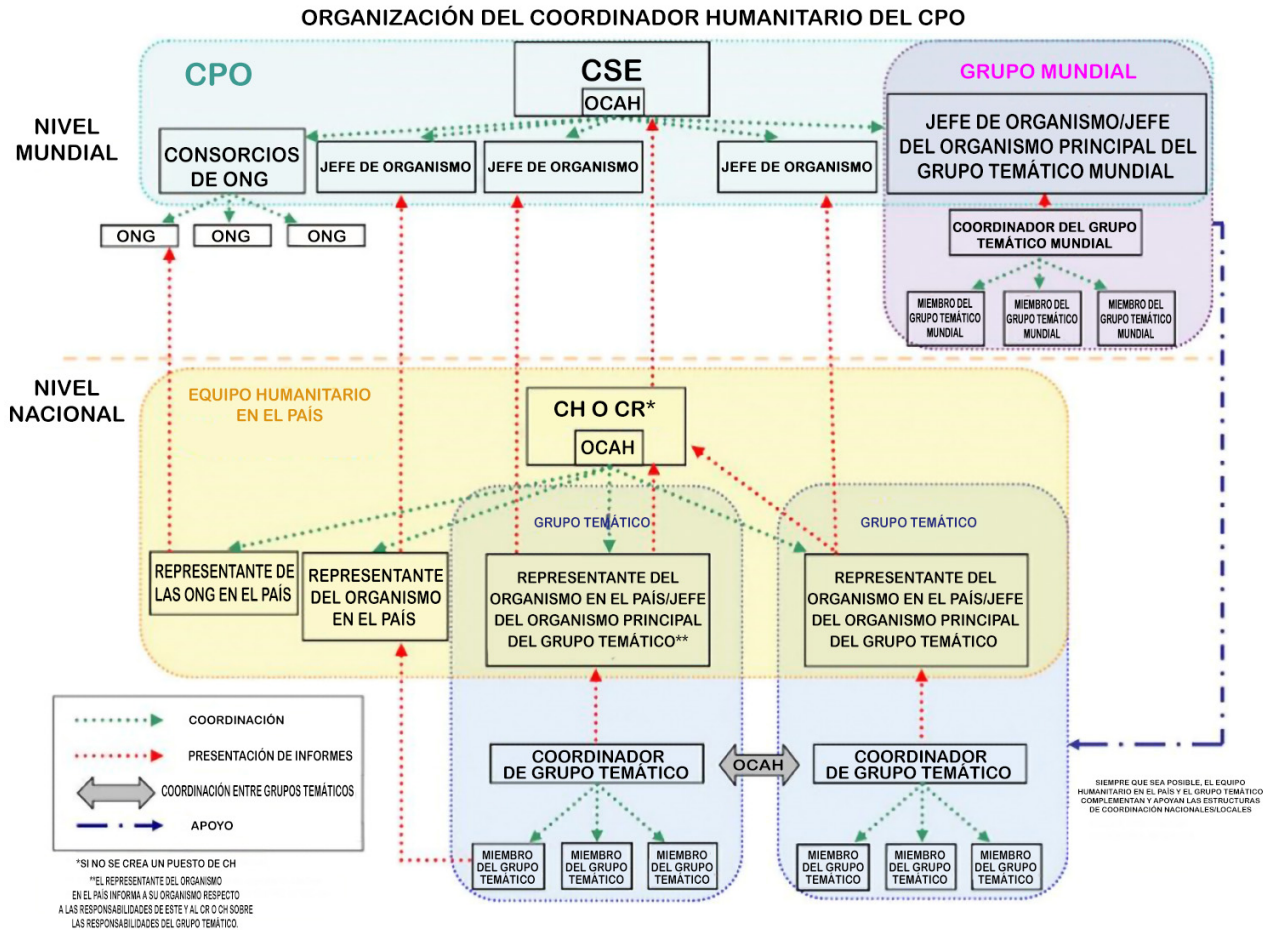 ORGANIZACIÓN DEL COORDINADOR HUMANITARIO DEL CPO
CPO
CSE
OCAH
GRUPO MUNDIAL
NIVEL
MUNDIAL
CONSORCIOS
DE ONG
JEFE DE ORGANISMO
JEFE DE ORGANISMO
JEFE DE ORGANISMO
JEFE DE ORGANISMO/JEFE
DEL ORGANISMO PRINCIPAL DEL
GRUPO TEMÁTICO MUNDIAL
ONG
ONG
ONG
COORDINADOR DEL GRUPO
TEMÁTICO MUNDIAL
MIEMBRO DEL
GRUPO TEMÁTICO
MUNDIAL
MIEMBRO DEL
GRUPO TEMÁTICO
MUNDIAL
MIEMBRO DEL
GRUPO TEMÁTICO
MUNDIAL
NIVEL
NACIONAL
EQUIPO HUMANITARIO
EN EL PAÍS
CH O CR*
OCAH
GRUPO TEMÁTICO
GRUPO TEMÁTICO
REPRESENTANTE DE
LAS ONG EN EL PAÍS
REPRESENTANTE
DEL ORGANISMO
EN EL PAÍS
REPRESENTANTE DEL
ORGANISMO EN EL PAÍS/JEFE
DEL ORGANISMO PRINCIPAL
DEL GRUPO TEMÁTICO**
REPRESENTANTE DEL
ORGANISMO EN EL PAÍS/JEFE
DEL ORGANISMO PRINCIPAL
DEL GRUPO TEMÁTICO
COORDINACIÓN
PRESENTACIÓN DE INFORMES
COORDINACIÓN ENTRE GRUPOS TEMÁTICOS
APOYO
COORDINADOR
DE GRUPO TEMÁTICO
OCAH
COORDINADOR
DE GRUPO TEMÁTICO
SIEMPRE QUE SEA POSIBLE, EL EQUIPO
HUMANITARIO EN EL PAÍS Y EL GRUPO TEMÁTICO
COMPLEMENTAN Y APOYAN LAS ESTRUCTURAS
DE COORDINACIÓN NACIONALES/LOCALES
MIEMBRO
DEL GRUPO
TEMÁTICO
MIEMBRO
DEL GRUPO
TEMÁTICO
MIEMBRO
DEL GRUPO
TEMÁTICO
MIEMBRO
DEL GRUPO
TEMÁTICO
MIEMBRO
DEL GRUPO
TEMÁTICO
MIEMBRO
DEL GRUPO
TEMÁTICO
*SI NO SE CREA UN PUESTO DE CH
**EL REPRESENTANTE DEL ORGANISMO
EN EL PAÍS INFORMA A SU ORGANISMO RESPECTO
A LAS RESPONSABILIDADES DE ESTE Y AL CR O CH SOBRE
LAS RESPONSABILIDADES DEL GRUPO TEMÁTICO.